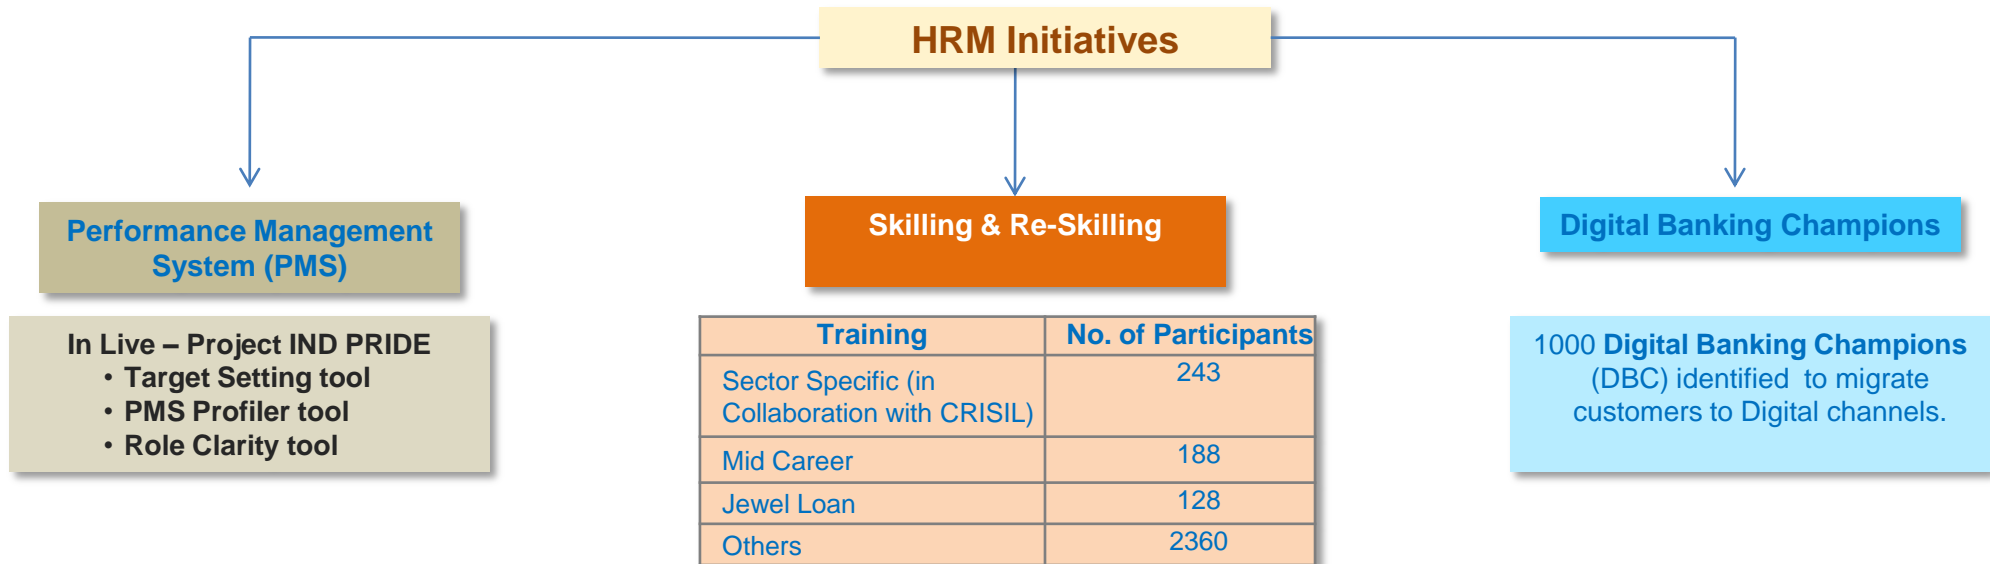 HRM Initiatives
Performance Management
System (PMS)
In Live – Project IND PRIDE
• Target Setting tool
• PMS Profiler tool
• Role Clarity tool
Skilling & Re-Skilling
Training No. of Participants
Sector Specific (in
Collaboration with CRISIL) 243
Mid Career 188
Jewel Loan 128
Others 2360
Digital Banking Champions
1000 Digital Banking Champions
(DBC) identified to migrate
customers to Digital channels.